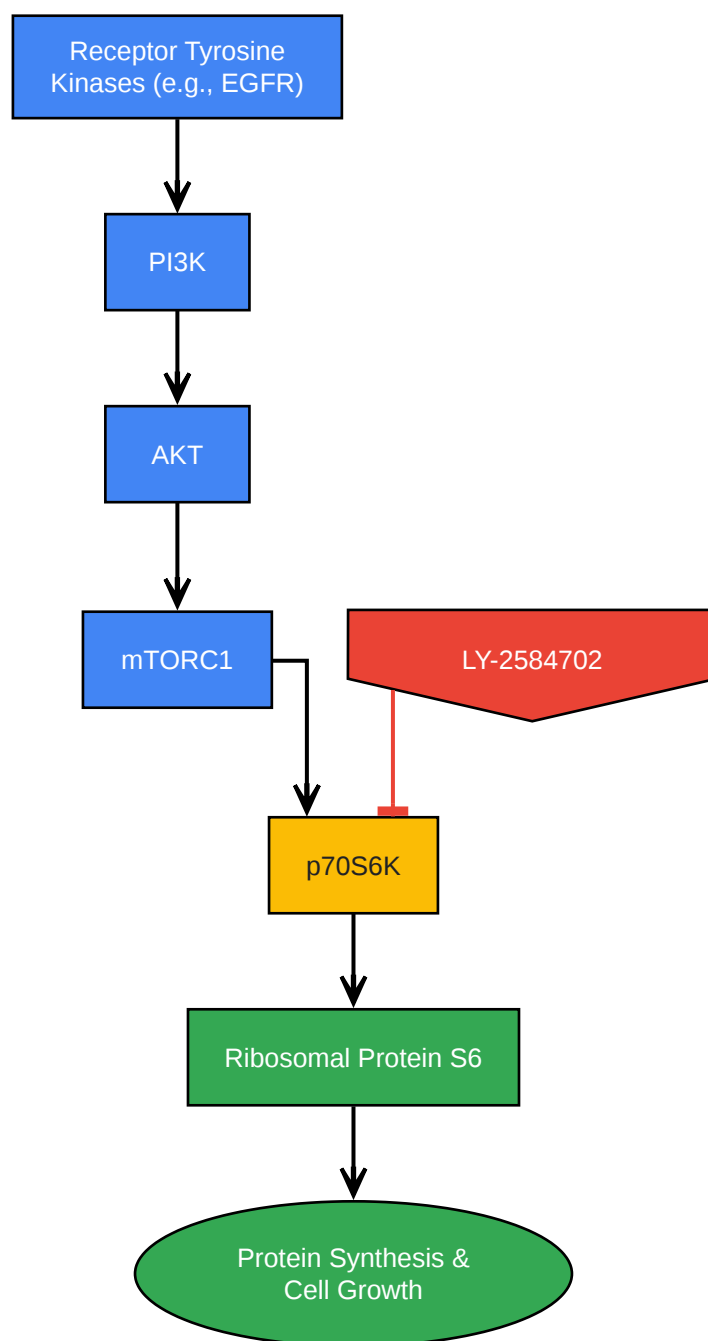 Receptor Tyrosine
Kinases (e.g., EGFR)
PI3K
AKT
mTORC1
LY-2584702
p70S6K
Ribosomal Protein S6
Protein Synthesis &
Cell Growth